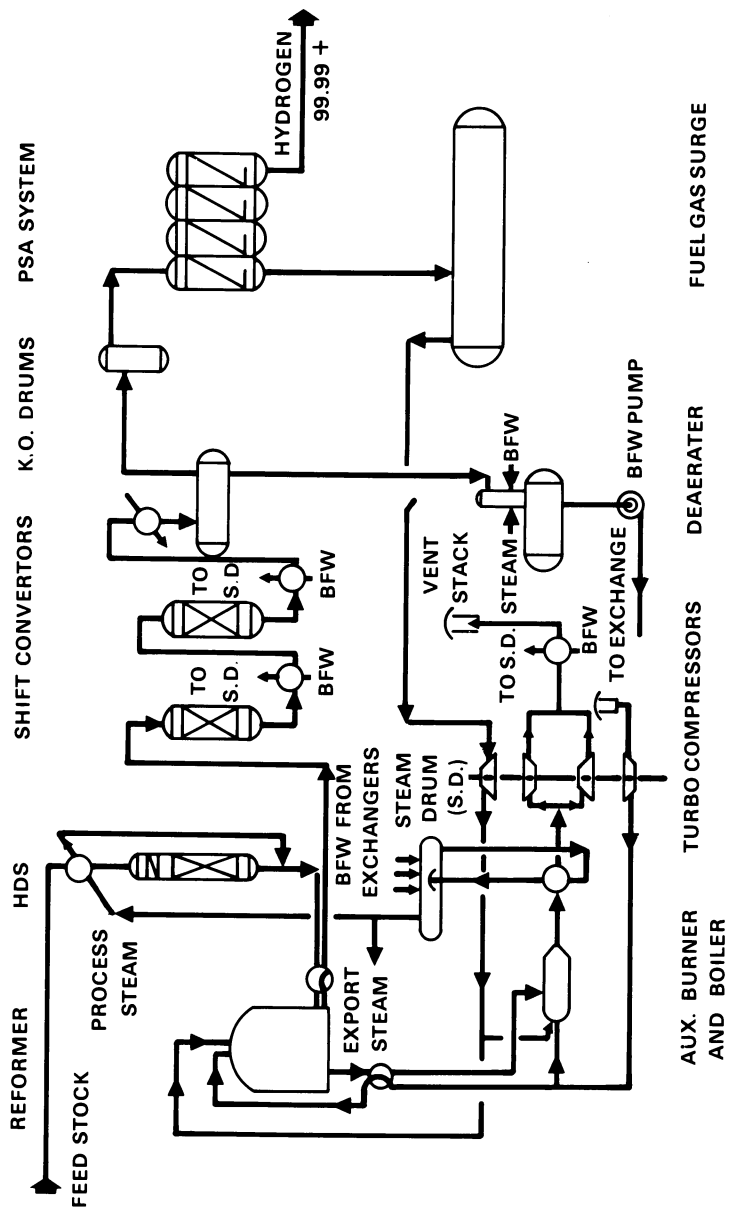 REFORMER
HDS
SHIFT CONVERTORS
K.O. DRUMS
PSA SYSTEM
FEED STOCK
PROCESS
STEAM
EXPORT
STEAM
TO
S.D.
BFW
TO
S.D
BFW
HYDROGEN
99.99 +
BFW FROM
EXCHANGERS
STEAM
DRUM
(S.D.)
VENT
STACK
TO S.D.
BFW
STEAM
BFW
TO EXCHANGE
BFW PUMP
AUX. BURNER
AND BOILER
TURBO COMPRESSORS
DEAERATER
FUEL GAS SURGE